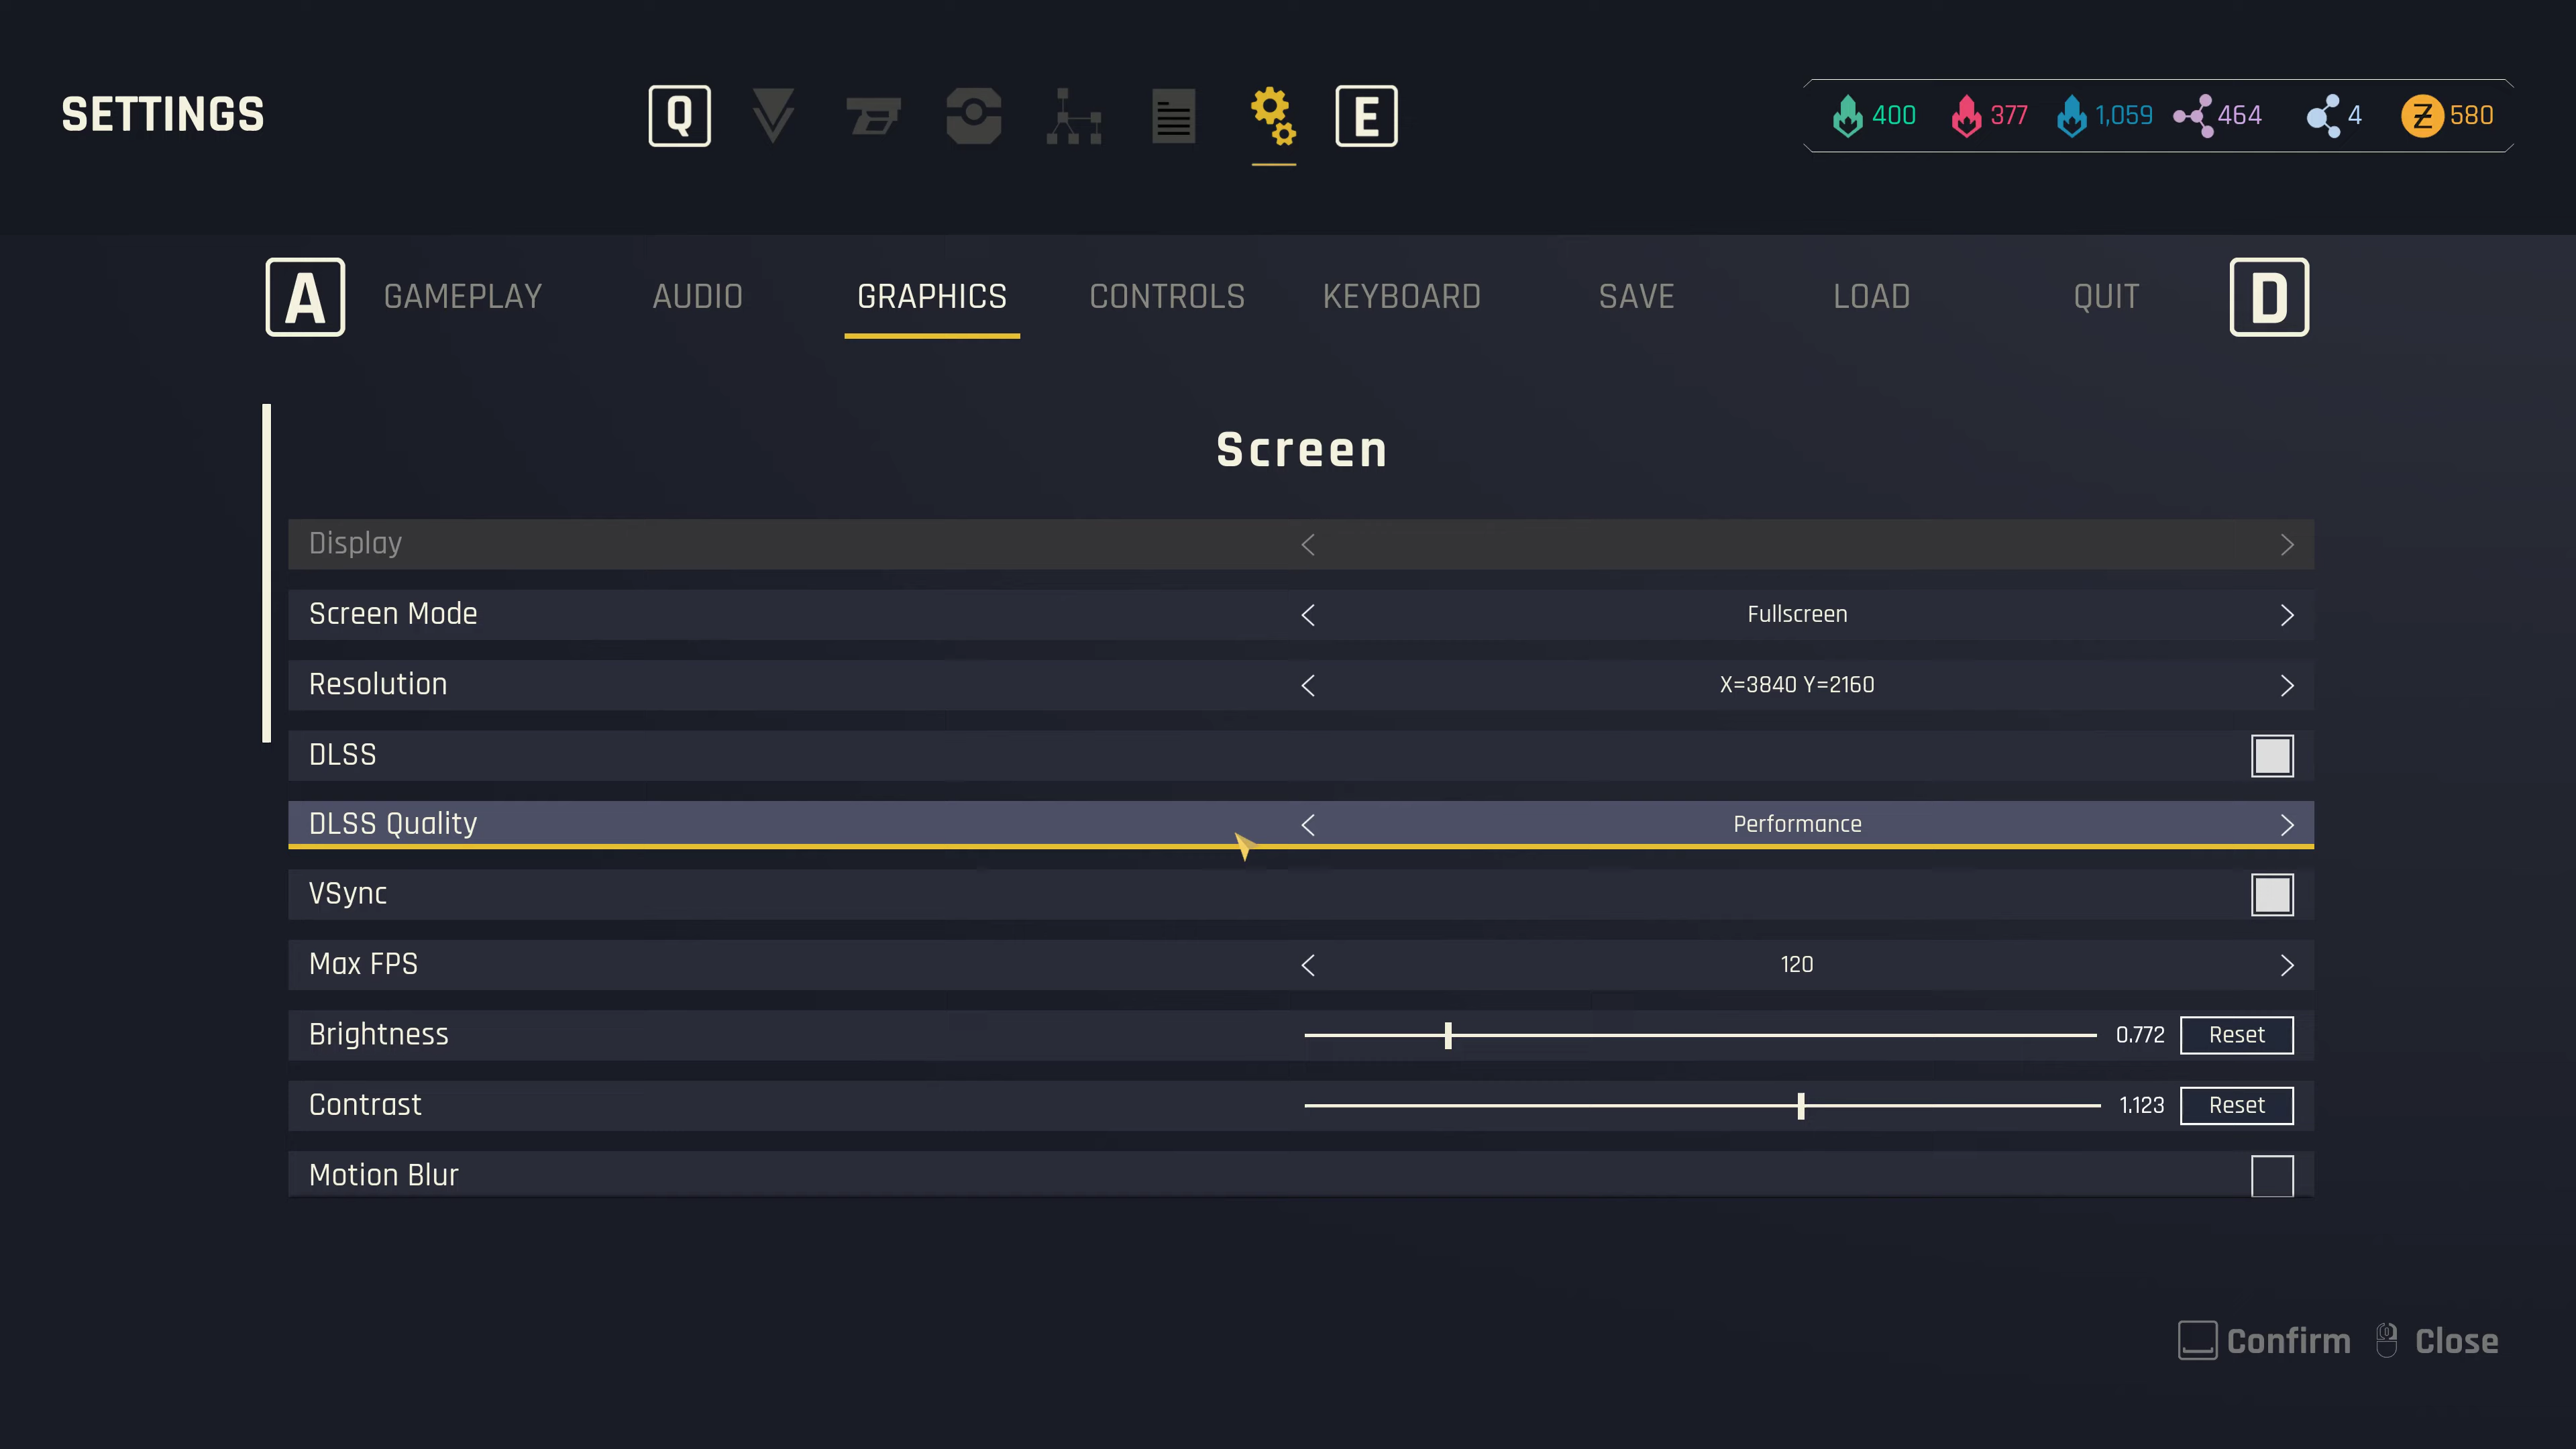 SETTINGS
Q
E
400 377 1,059 464 4 Z 580
A GAMEPLAY AUDIO GRAPHICS CONTROLS KEYBOARD SAVE LOAD QUIT D
Screen
Display
Screen Mode Fullscreen
Resolution X=3840 Y=2160
DLSS
DLSS Quality Performance
VSync
Max FPS 120
Brightness 0.772 Reset
Contrast 1.123 Reset
Motion Blur
Confirm Close